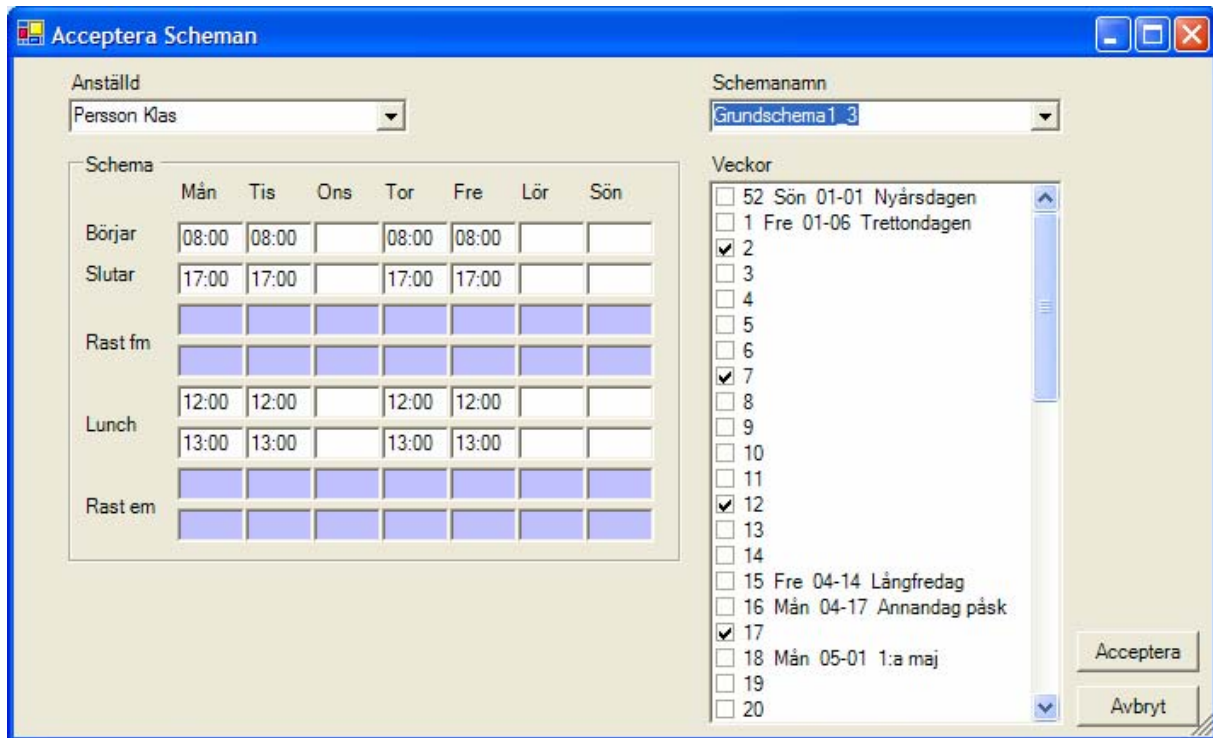 Acceptera Scheman
Anställd
Persson Klas
Schemanamn
Grundschema1_3
Schema
Mån Tis Ons Tor Fre Lör Sön
Börjar 08:00 08:00 08:00 08:00
Slutar 17:00 17:00 17:00 17:00
Rast fm
Lunch
12:00 12:00 12:00 12:00
13:00 13:00 13:00 13:00
Rast em
Veckor
52 Sön 01-01 Nyårsdagen
1 Fre 01-06 Trettondagen
2
3
4
5
6
7
8
9
10
11
12
13
14
15 Fre 04-14 Långfredag
16 Mån 04-17 Annandag påsk
17
18 Mån 05-01 1:a maj
19
20
Acceptera
Avbryt